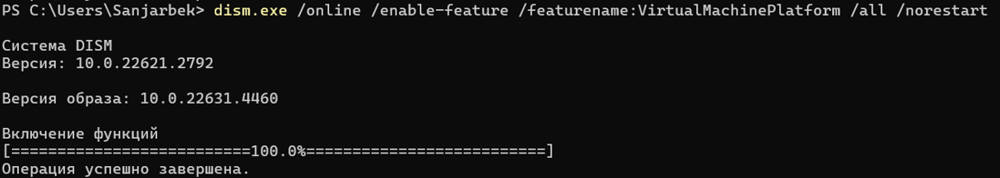 PS C:\Users\Sanjarbek> dism.exe /online /enable-feature /featurename:VirtualMachinePlatform /all /norestart
Cистема DISM
Версия: 10.0.22621.2792
Версия образа: 10.0.22631.4460
Включение функций
[==========================100.0%==========================]
Операция успешно завершена.